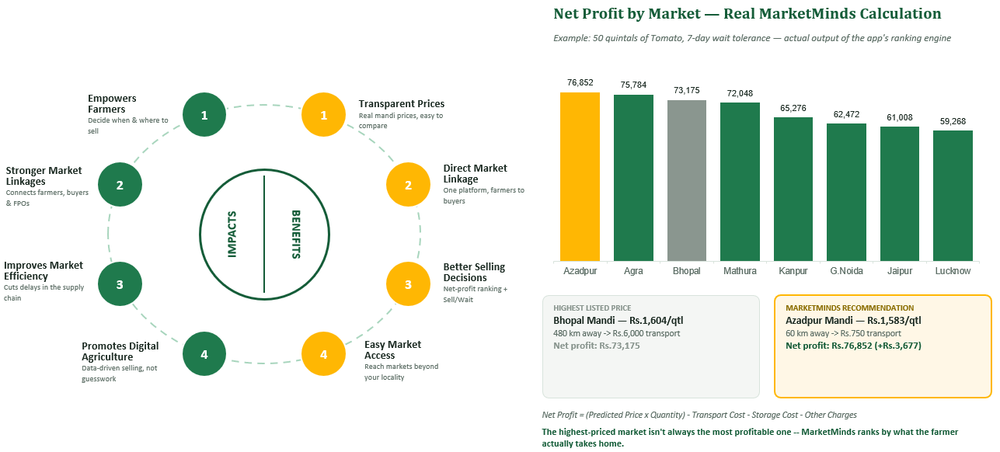 Empowers
Farmers
Decide when & where to
sell
1
Stronger Market
Linkages
Connects farmers, buyers
& FPOs
2
Improves Market
Efficiency
Cuts delays in the supply
chain
3
Promotes Digital
Agriculture
Data-driven selling, not
guesswork
4
IMPACTS
BENEFITS
1
Transparent Prices
Real mandi prices, easy to
compare
2
Direct Market
Linkage
One platform, farmers to
buyers
3
Better Selling
Decisions
Net-profit ranking +
Sell/Wait
4
Easy Market
Access
Reach markets beyond
your locality
Net Profit by Market — Real MarketMinds Calculation
Example: 50 quintals of Tomato, 7-day wait tolerance — actual output of the app's ranking engine
76,852 75,784 73,175 72,048 65,276 62,472 61,008 59,268
Azadpur Agra Bhopal Mathura Kanpur G.Noida Jaipur Lucknow
HIGHEST LISTED PRICE
Bhopal Mandi — Rs.1,604/qtl
480 km away -> Rs.6,000 transport
Net profit: Rs.73,175
MARKETMINDS RECOMMENDATION
Azadpur Mandi — Rs.1,583/qtl
60 km away -> Rs.750 transport
Net profit: Rs.76,852 (+Rs.3,677)
Net Profit = (Predicted Price x Quantity) - Transport Cost - Storage Cost - Other Charges
The highest-priced market isn't always the most profitable one -- MarketMinds ranks by what the farmer
actually takes home.